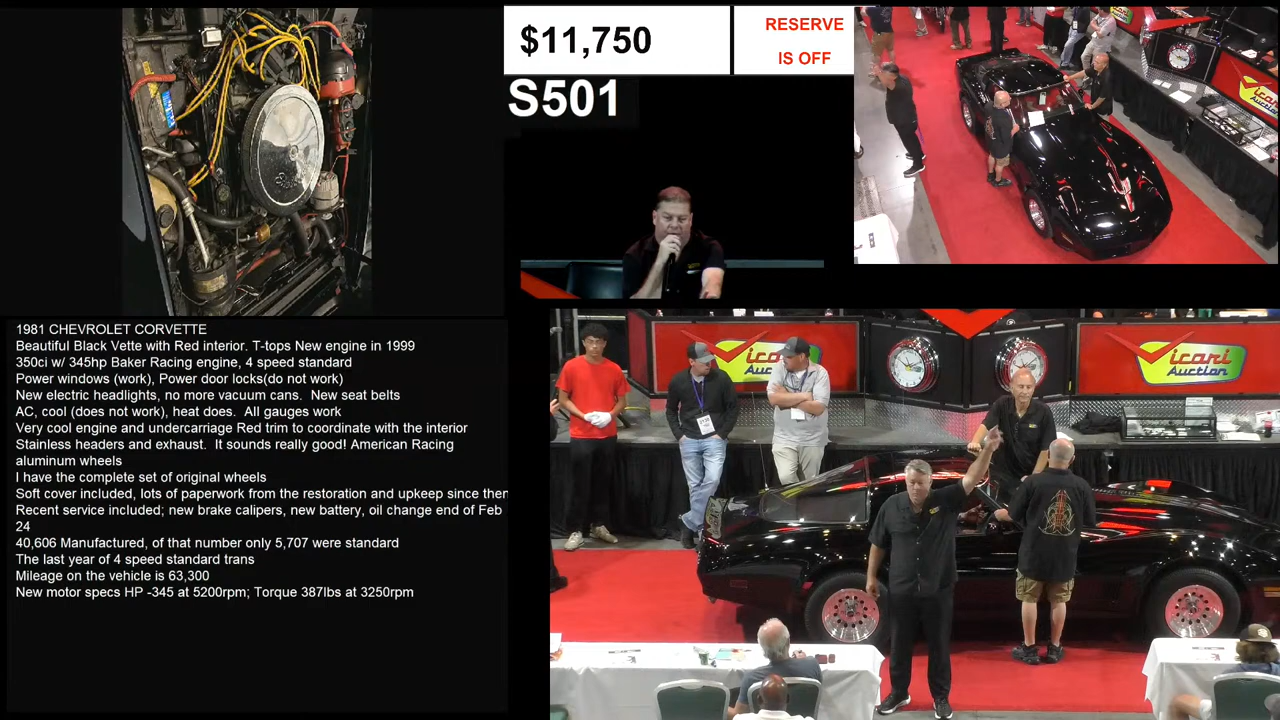 $11,750
RESERVE
IS OFF
S501
1981 CHEVROLET CORVETTE
Beautiful Black Vette with Red interior. T-tops New engine in 1999
350ci w/ 345hp Baker Racing engine, 4 speed standard
Power windows (work), Power door locks(do not work)
New electric headlights, no more vacuum cans. New seat belts
AC, cool (does not work), heat does. All gauges work
Very cool engine and undercarriage Red trim to coordinate with the interior
Stainless headers and exhaust. It sounds really good! American Racing
aluminum wheels
I have the complete set of original wheels
Soft cover included, lots of paperwork from the restoration and upkeep since then
Recent service included; new brake calipers, new battery, oil change end of Feb
24
40,606 Manufactured, of that number only 5,707 were standard
The last year of 4 speed standard trans
Mileage on the vehicle is 63,300
New motor specs HP -345 at 5200rpm; Torque 387lbs at 3250rpm
Vicari
Auction
Vicari
Auction
Vicari
Auction